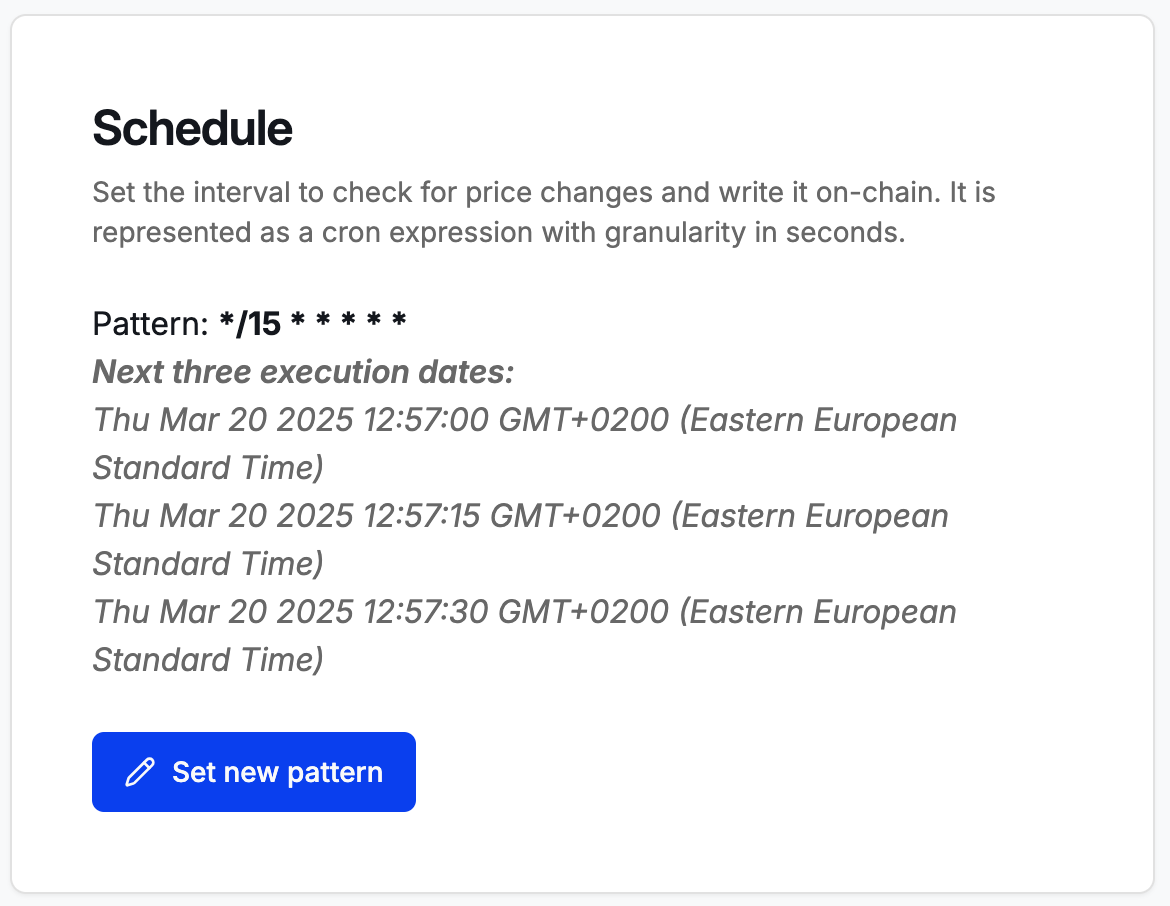 Schedule
Set the interval to check for price changes and write it on-chain. It is
represented as a cron expression with granularity in seconds.
Pattern: */15 * * * * *
Next three execution dates:
Thu Mar 20 2025 12:57:00 GMT+0200 (Eastern European
Standard Time)
Thu Mar 20 2025 12:57:15 GMT+0200 (Eastern European
Standard Time)
Thu Mar 20 2025 12:57:30 GMT+0200 (Eastern European
Standard Time)
Set new pattern